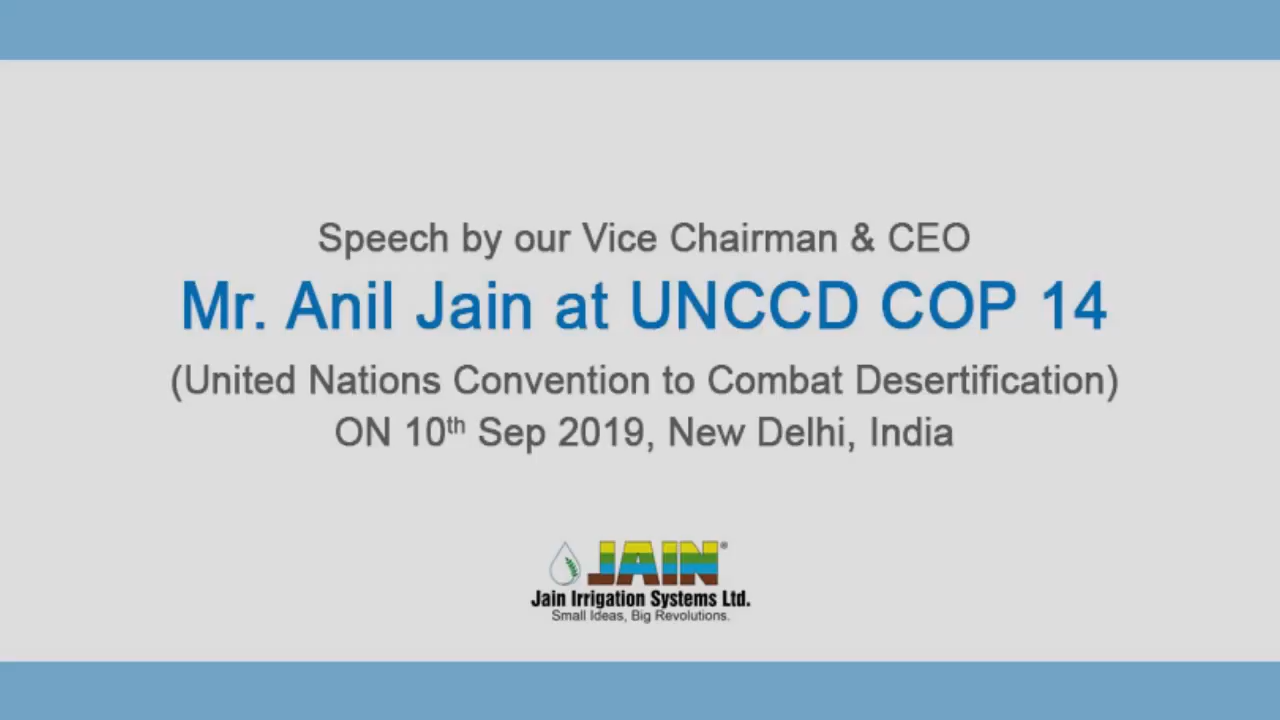 Speech by our Vice Chairman & CEO
Mr. Anil Jain at UNCCD COP 14
(United Nations Convention to Combat Desertification)
ON 10th Sep 2019, New Delhi, India
JAIN®
Jain Irrigation Systems Ltd.
Small Ideas, Big Revolutions.